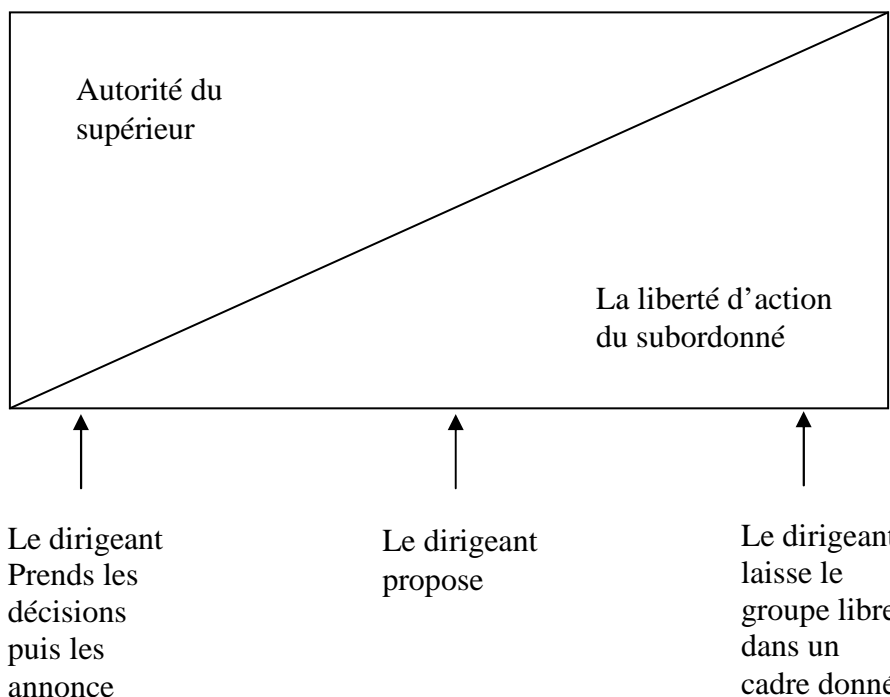 Autorité du
supérieur
La liberté d’action
du subordonné
Le dirigeant
Prends les
décisions
puis les
annonce
Le dirigeant
propose
Le dirigeant
laisse le
groupe libre
dans un
cadre donné